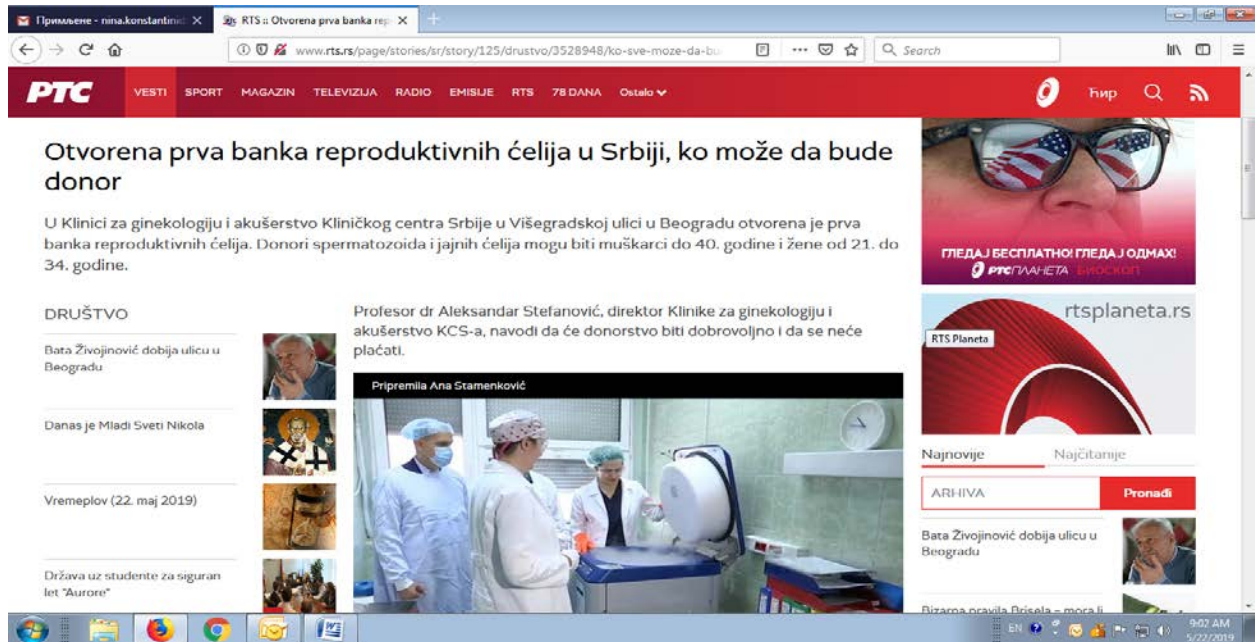 Примљене - nina.konstantini
RTS :: Otvorena prva banka rep
www.rts.rs/page/stories/sr/story/125/drustvo/3528948/ko-sve-moze-da-bu
Search
РТС
VESTI SPORT MAGAZIN TELEVIZIJA RADIO EMISIJE RTS 78 DANA Ostalo
Ћир
Otvorena prva banka reproduktivnih ćelija u Srbiji, ko može da bude
donor
U Klinici za ginekologiju i akušerstvo Kliničkog centra Srbije u Višegradskoj ulici u Beogradu otvorena je prva
banka reproduktivnih ćelija. Donori spermatozoida i jajnih ćelija mogu biti muškarci do 40. godine i žene od 21. do
34. godine.
DRUŠTVO
Bata Živojinović dobija ulicu u
Beogradu
Danas je Mladi Sveti Nikola
Vremeplov (22. maj 2019)
Država uz studente za siguran
let "Aurore"
Profesor dr Aleksandar Stefanović, direktor Klinike za ginekologiju i
akušerstvo KCS-a, navodi da će donorstvo biti dobrovoljno i da se neće
plaćati.
Pripremila Ana Stamenković
ГЛЕДАЈ БЕСПЛАТНО! ГЛЕДАЈ ОДМАХ!
РТС ПЛАНЕТА БИОСКОП
rtsplaneta.rs
RTS Planeta
Najnovije Najčitanije
ARHIVA Pronađi
Bata Živojinović dobija ulicu u
Beogradu
Bizarna pravila Brisela – mora li
EN
9:02 AM
5/22/2019